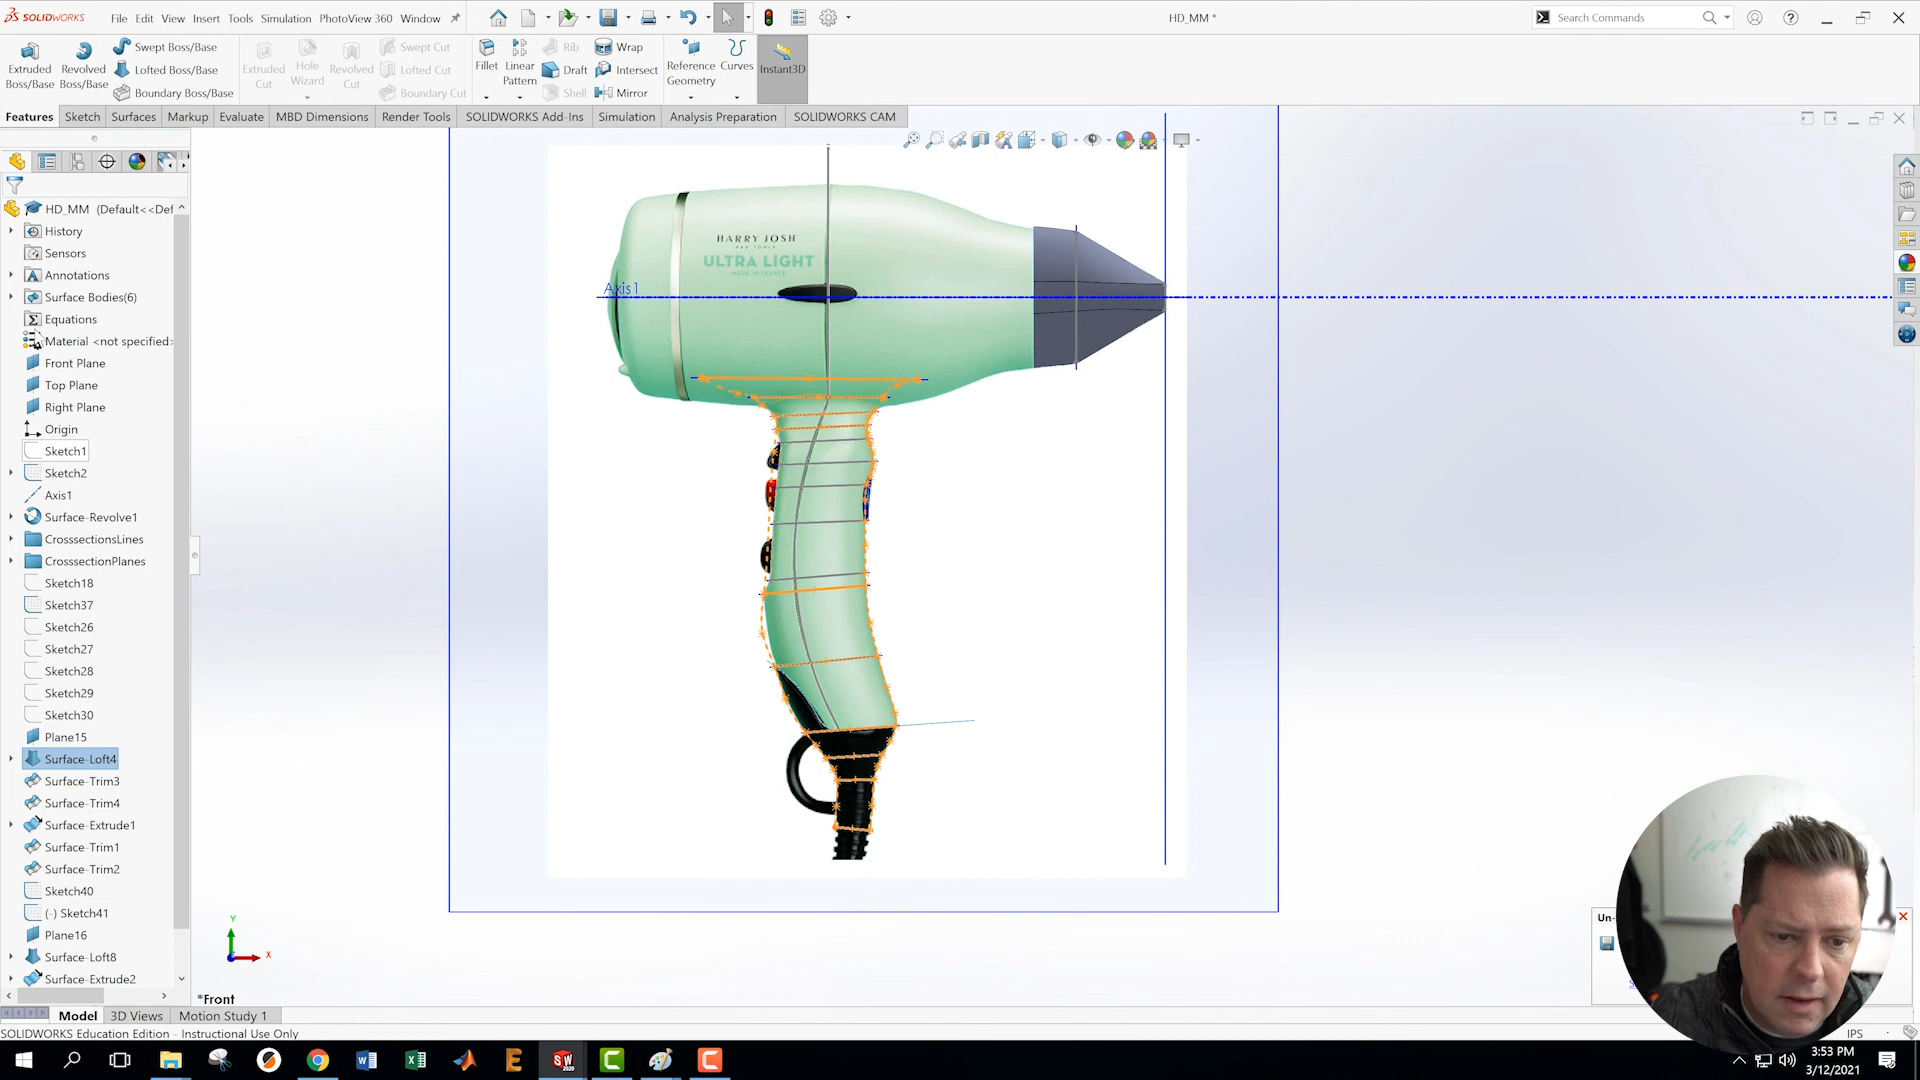 SOLIDWORKS File Edit View Insert Tools Simulation PhotoView 360 Window HD_MM * Search Commands
Extruded Boss/Base
Revolved Boss/Base
Swept Boss/Base
Lofted Boss/Base
Boundary Boss/Base
Extruded Cut
Hole Wizard
Revolved Cut
Swept Cut
Lofted Cut
Boundary Cut
Fillet
Linear Pattern
Rib
Draft
Shell
Wrap
Intersect
Mirror
Reference Geometry
Curves
Instant3D
Features Sketch Surfaces Markup Evaluate MBD Dimensions Render Tools SOLIDWORKS Add-Ins Simulation Analysis Preparation SOLIDWORKS CAM
HD_MM (Default<<Def
History
Sensors
Annotations
Surface Bodies(6)
Equations
Material <not specified>
Front Plane
Top Plane
Right Plane
Origin
Sketch1
Sketch2
Axis1
Surface-Revolve1
CrosssectionsLines
CrosssectionPlanes
Sketch18
Sketch37
Sketch26
Sketch27
Sketch28
Sketch29
Sketch30
Plane15
Surface-Loft4
Surface-Trim3
Surface-Trim4
Surface-Extrude1
Surface-Trim1
Surface-Trim2
Sketch40
(-) Sketch41
Plane16
Surface-Loft8
Surface-Extrude2
HARRY JOSH
PRO TOOLS
ULTRA LIGHT
MADE IN FRANCE
Axis1
Y
X
*Front
Un-
Model 3D Views Motion Study 1
SOLIDWORKS Education Edition - Instructional Use Only
IPS
3:53 PM
3/12/2021